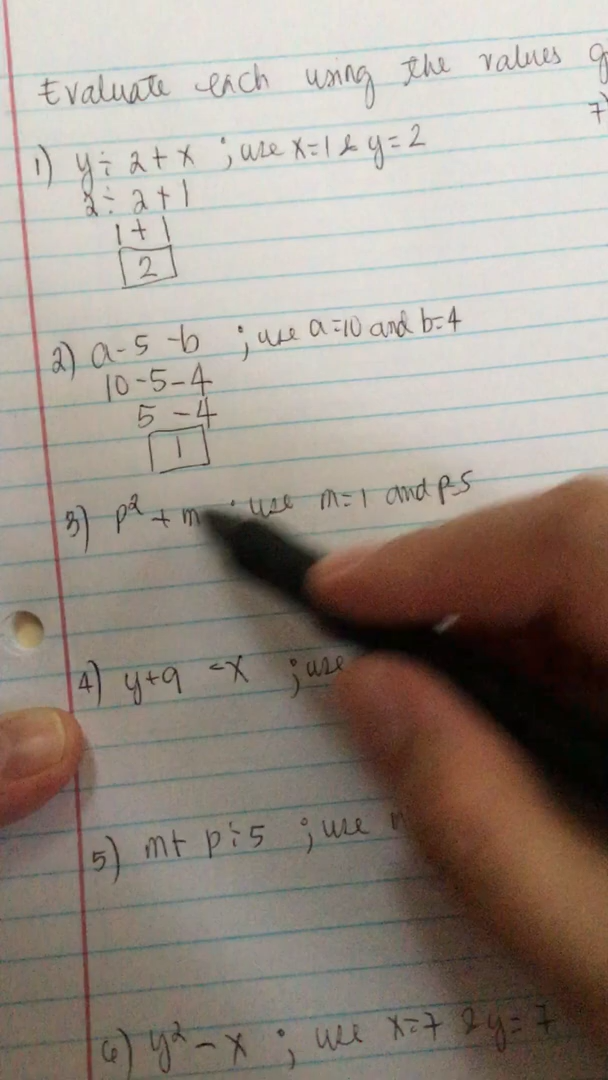 Evaluate each using the values g
7)
1) y ÷ 2 + x ; use x=1 & y=2
2 ÷ 2 + 1
1 + 1
2
2) a - 5 - b ; use a=10 and b=4
10 - 5 - 4
5 - 4
1
3) p² + m ; use m=1 and p=5
4) y + 9 - x ; use
5) m + p ÷ 5 ; use
6) y² - x ; use x=7 & y=7